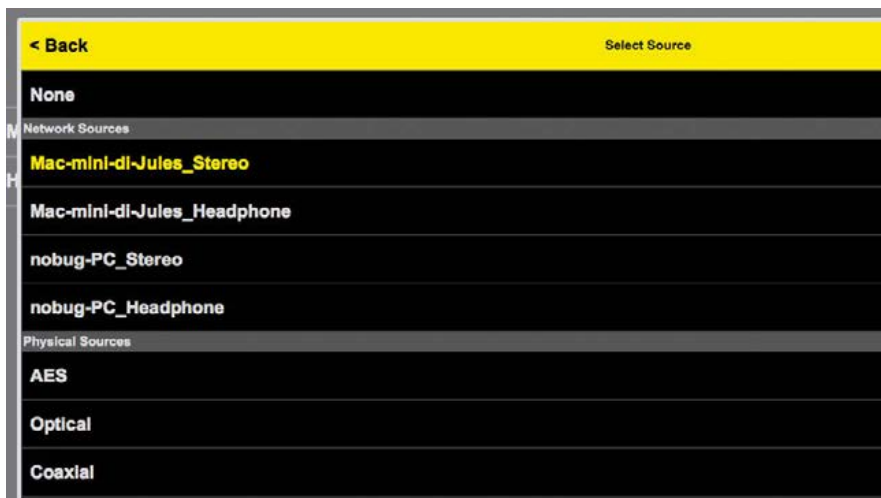 < Back
Select Source
None
M
Network Sources
Mac-mini-di-Jules_Stereo
H
Mac-mini-di-Jules_Headphone
nobug-PC_Stereo
nobug-PC_Headphone
Physical Sources
AES
Optical
Coaxial